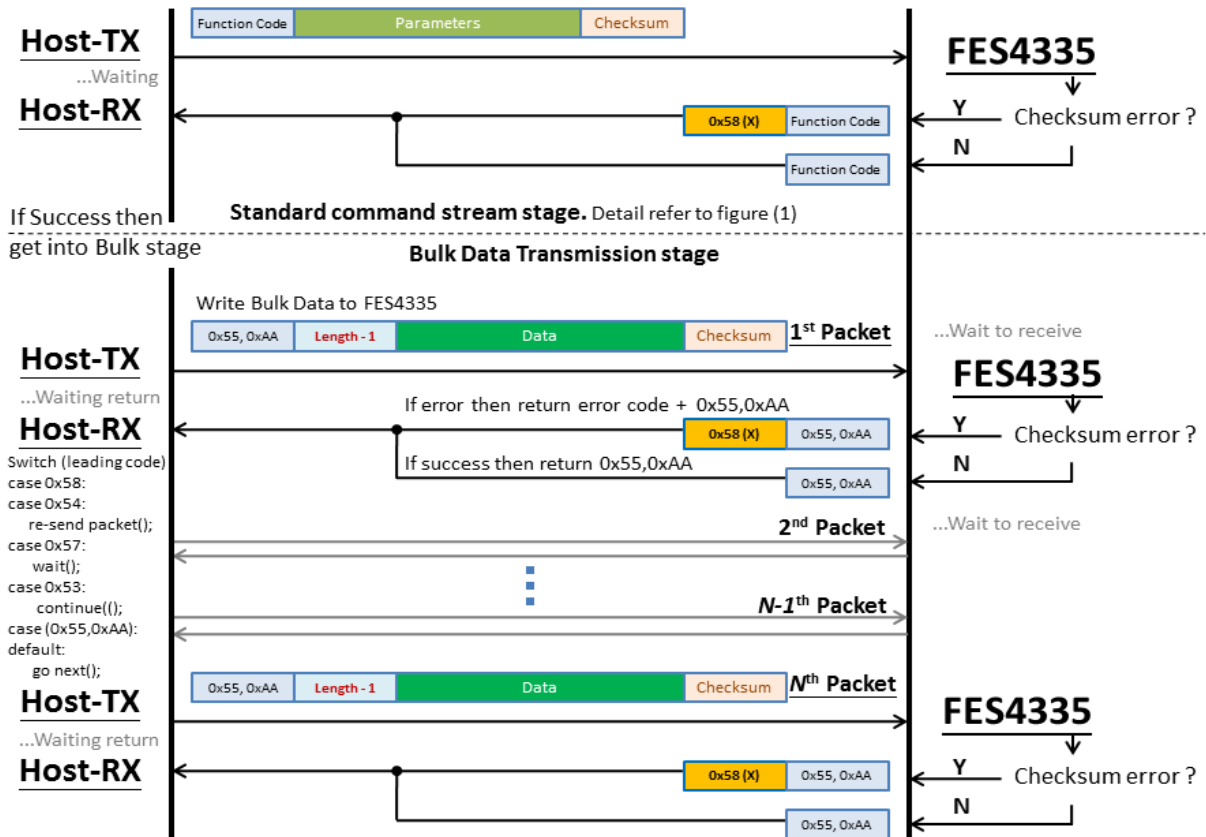 Function Code Parameters Checksum
Host-TX
FES4335
...Waiting
Host-RX
0x58 (X) Function Code
Y
Checksum error ?
N
Function Code
If Success then
Standard command stream stage. Detail refer to figure (1)
get into Bulk stage
Bulk Data Transmission stage
Write Bulk Data to FES4335
0x55, 0xAA Length - 1 Data Checksum 1st Packet
...Wait to receive
Host-TX
FES4335
...Waiting return
If error then return error code + 0x55,0xAA
Host-RX
0x58 (X) 0x55, 0xAA
Y
Checksum error ?
If success then return 0x55,0xAA
N
0x55, 0xAA
Switch (leading code)
case 0x58:
case 0x54:
re-send packet();
case 0x57:
wait();
case 0x53:
continue(();
case (0x55,0xAA):
default:
go next();
2nd Packet
...Wait to receive
N-1th Packet
0x55, 0xAA Length - 1 Data Checksum Nth Packet
Host-TX
FES4335
...Waiting return
Host-RX
0x58 (X) 0x55, 0xAA
Y
Checksum error ?
N
0x55, 0xAA